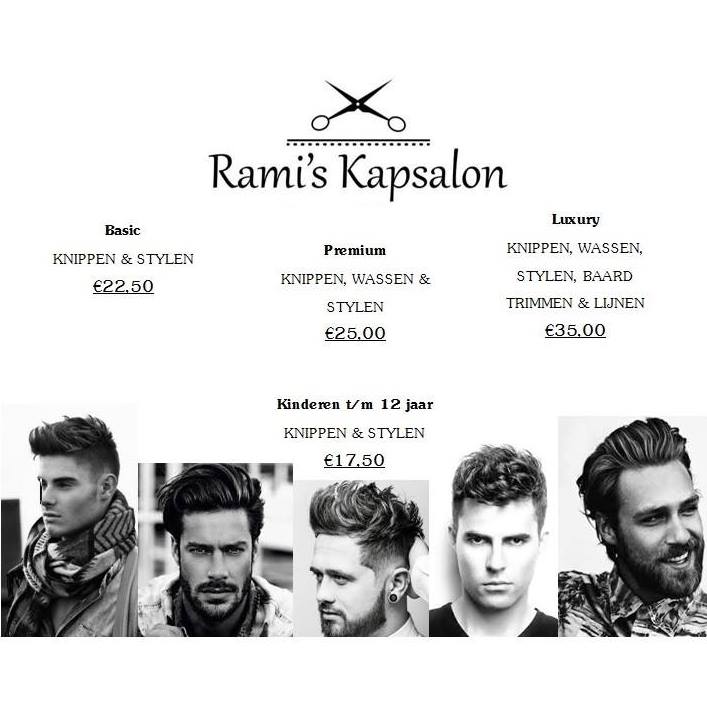 Rami's Kapsalon
Basic
KNIPPEN & STYLEN
€22,50
Premium
KNIPPEN, WASSEN &
STYLEN
€25,00
Luxury
KNIPPEN, WASSEN,
STYLEN, BAARD
TRIMMEN & LIJNEN
€35,00
Kinderen t/m 12 jaar
KNIPPEN & STYLEN
€17,50